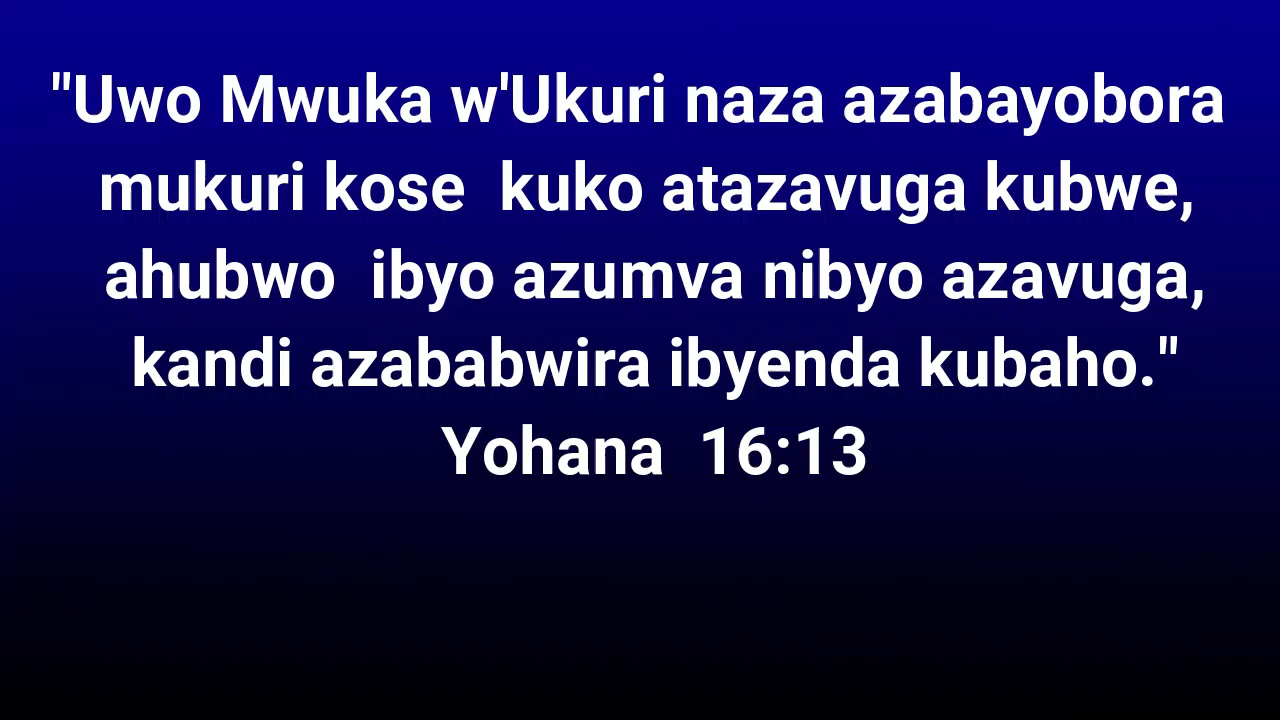 "Uwo Mwuka w'Ukuri naza azabayobora
mukuri kose  kuko atazavuga kubwe,
ahubwo  ibyo azumva nibyo azavuga,
kandi azababwira ibyenda kubaho."
Yohana  16:13